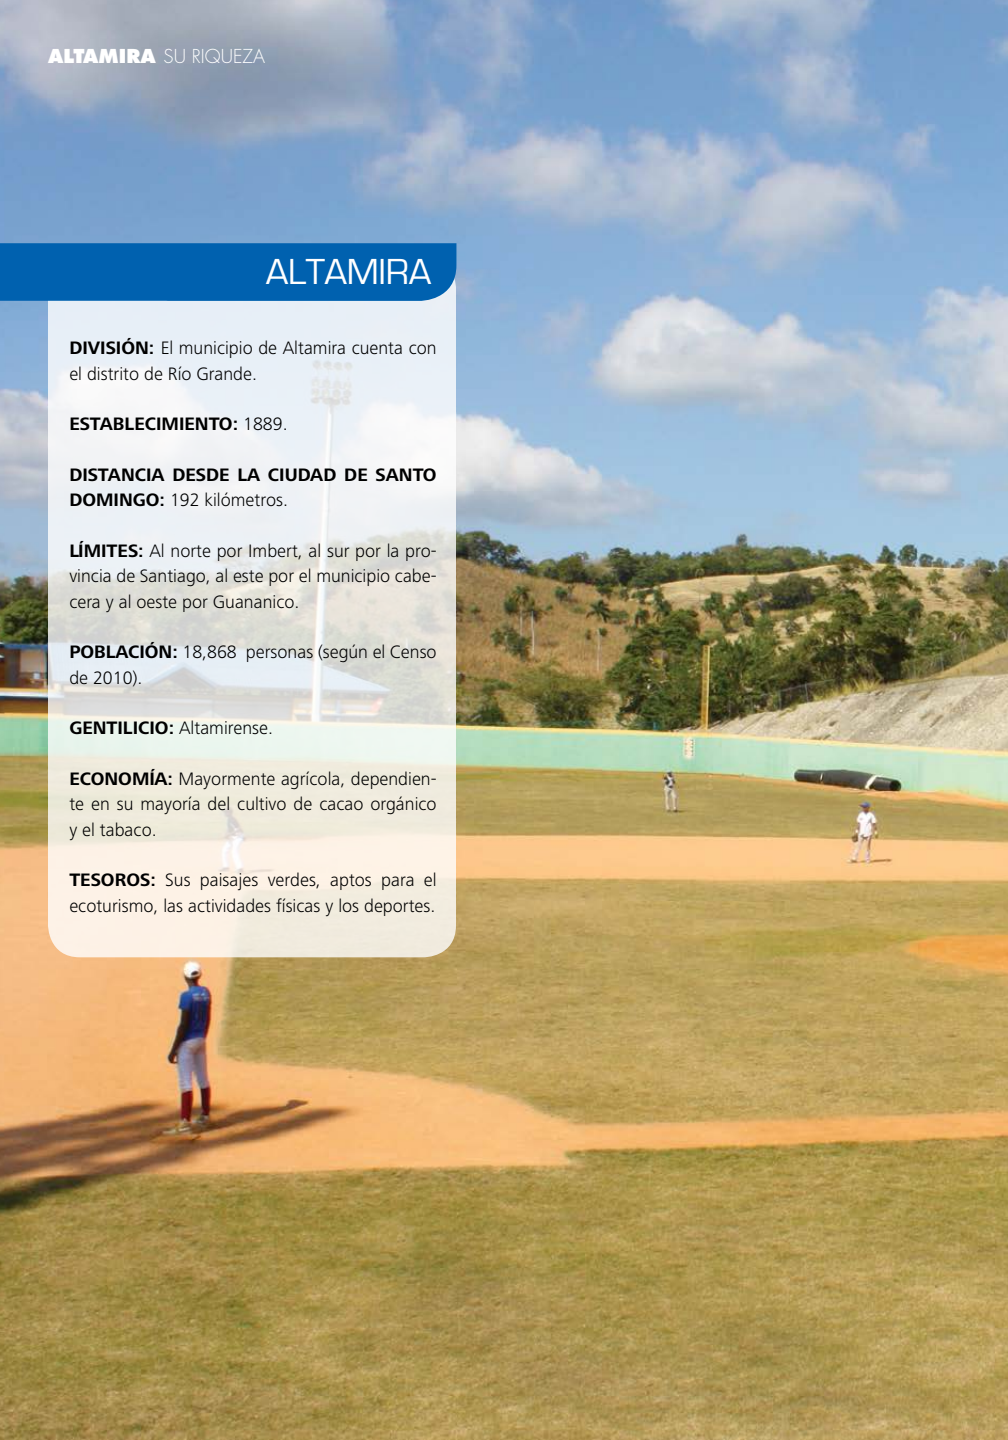 ALTAMIRA SU RIQUEZA
ALTAMIRA
DIVISIÓN: El municipio de Altamira cuenta con
el distrito de Río Grande.
ESTABLECIMIENTO: 1889.
DISTANCIA DESDE LA CIUDAD DE SANTO
DOMINGO: 192 kilómetros.
LÍMITES: Al norte por Imbert, al sur por la pro-
vincia de Santiago, al este por el municipio cabe-
cera y al oeste por Guananico.
POBLACIÓN: 18,868 personas (según el Censo
de 2010).
GENTILICIO: Altamirense.
ECONOMÍA: Mayormente agrícola, dependien-
te en su mayoría del cultivo de cacao orgánico
y el tabaco.
TESOROS: Sus paisajes verdes, aptos para el
ecoturismo, las actividades físicas y los deportes.